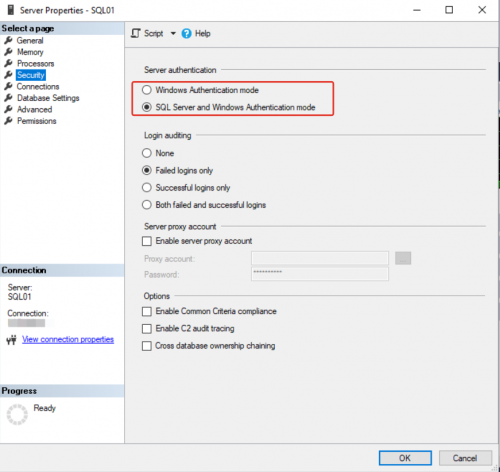 Server Properties - SQL01
Select a page
General
Memory
Processors
Security
Connections
Database Settings
Advanced
Permissions
Connection
Server:
SQL01
Connection:
View connection properties
Progress
Ready
Script
Help
Server authentication
Windows Authentication mode
SQL Server and Windows Authentication mode
Login auditing
None
Failed logins only
Successful logins only
Both failed and successful logins
Server proxy account
Enable server proxy account
Proxy account:
Password: **********
Options
Enable Common Criteria compliance
Enable C2 audit tracing
Cross database ownership chaining
OK Cancel